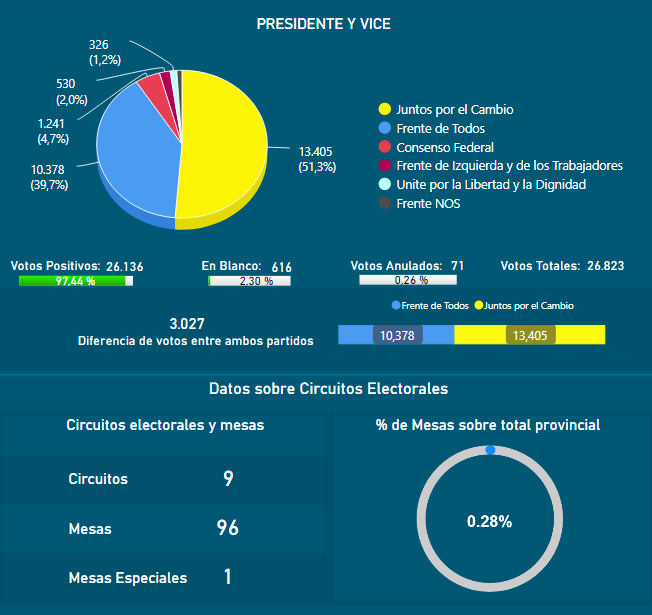 PRESIDENTE Y VICE
326
(1,2%)
530
(2,0%)
1.241
(4,7%)
10.378
(39,7%)
13.405
(51,3%)
Juntos por el Cambio
Frente de Todos
Consenso Federal
Frente de Izquierda y de los Trabajadores
Unite por la Libertad y la Dignidad
Frente NOS
Votos Positivos: 26.136
97,44 %
En Blanco: 616
2,30 %
Votos Anulados: 71
0,26 %
Votos Totales: 26.823
3.027
Diferencia de votos entre ambos partidos
Frente de Todos Juntos por el Cambio
10,378 13,405
Datos sobre Circuitos Electorales
Circuitos electorales y mesas
Circuitos 9
Mesas 96
Mesas Especiales 1
% de Mesas sobre total provincial
0.28%